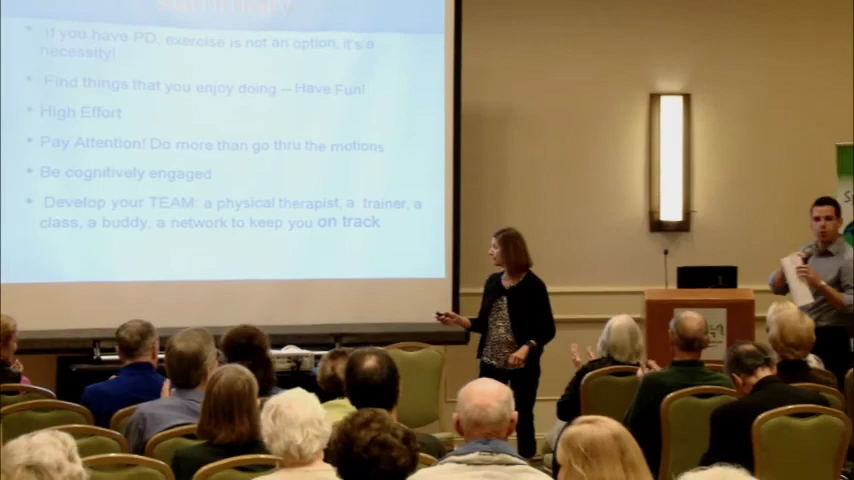 summary
• If you have PD, exercise is not an option, it's a
necessity!
• Find things that you enjoy doing – Have Fun!
• High Effort
• Pay Attention! Do more than go thru the motions
• Be cognitively engaged
• Develop your TEAM: a physical therapist, a trainer, a
class, a buddy, a network to keep you on track